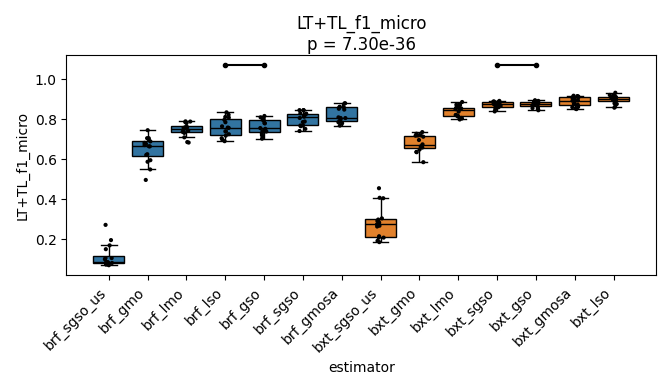 LT+TL_f1_micro
p = 7.30e-36
LT+TL_f1_micro
1.0
0.8
0.6
0.4
0.2
brf_sgso_us
brf_gmo
brf_lmo
brf_lso
brf_gso
brf_sgso
brf_gmosa
bxt_sgso_us
bxt_gmo
bxt_lmo
bxt_sgso
bxt_gso
bxt_gmosa
bxt_lso
estimator